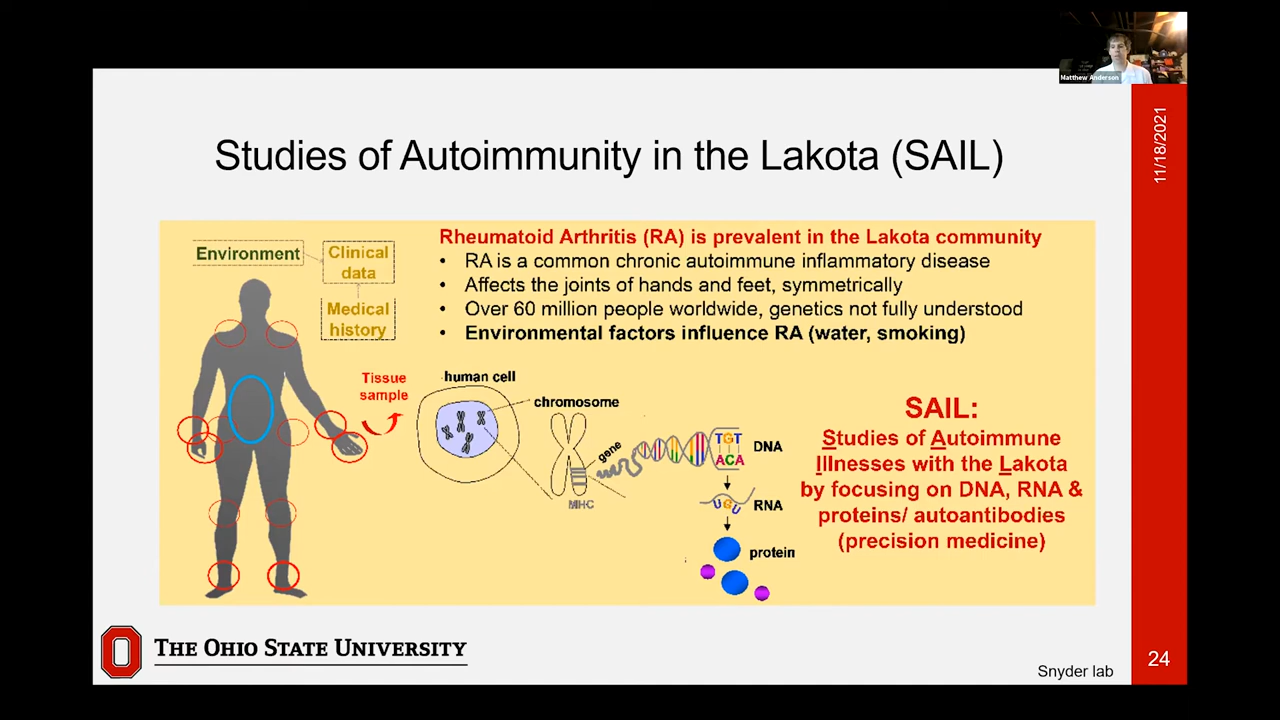 Matthew Anderson
11/18/2021
Studies of Autoimmunity in the Lakota (SAIL)
Environment
Clinical
data
Medical
history
Rheumatoid Arthritis (RA) is prevalent in the Lakota community
• RA is a common chronic autoimmune inflammatory disease
• Affects the joints of hands and feet, symmetrically
• Over 60 million people worldwide, genetics not fully understood
• Environmental factors influence RA (water, smoking)
Tissue
sample
human cell
chromosome
MHC
gene
TGT
ACA
DNA
UGU
RNA
protein
SAIL:
Studies of Autoimmune
Illnesses with the Lakota
by focusing on DNA, RNA &
proteins/ autoantibodies
(precision medicine)
THE OHIO STATE UNIVERSITY
Snyder lab
24